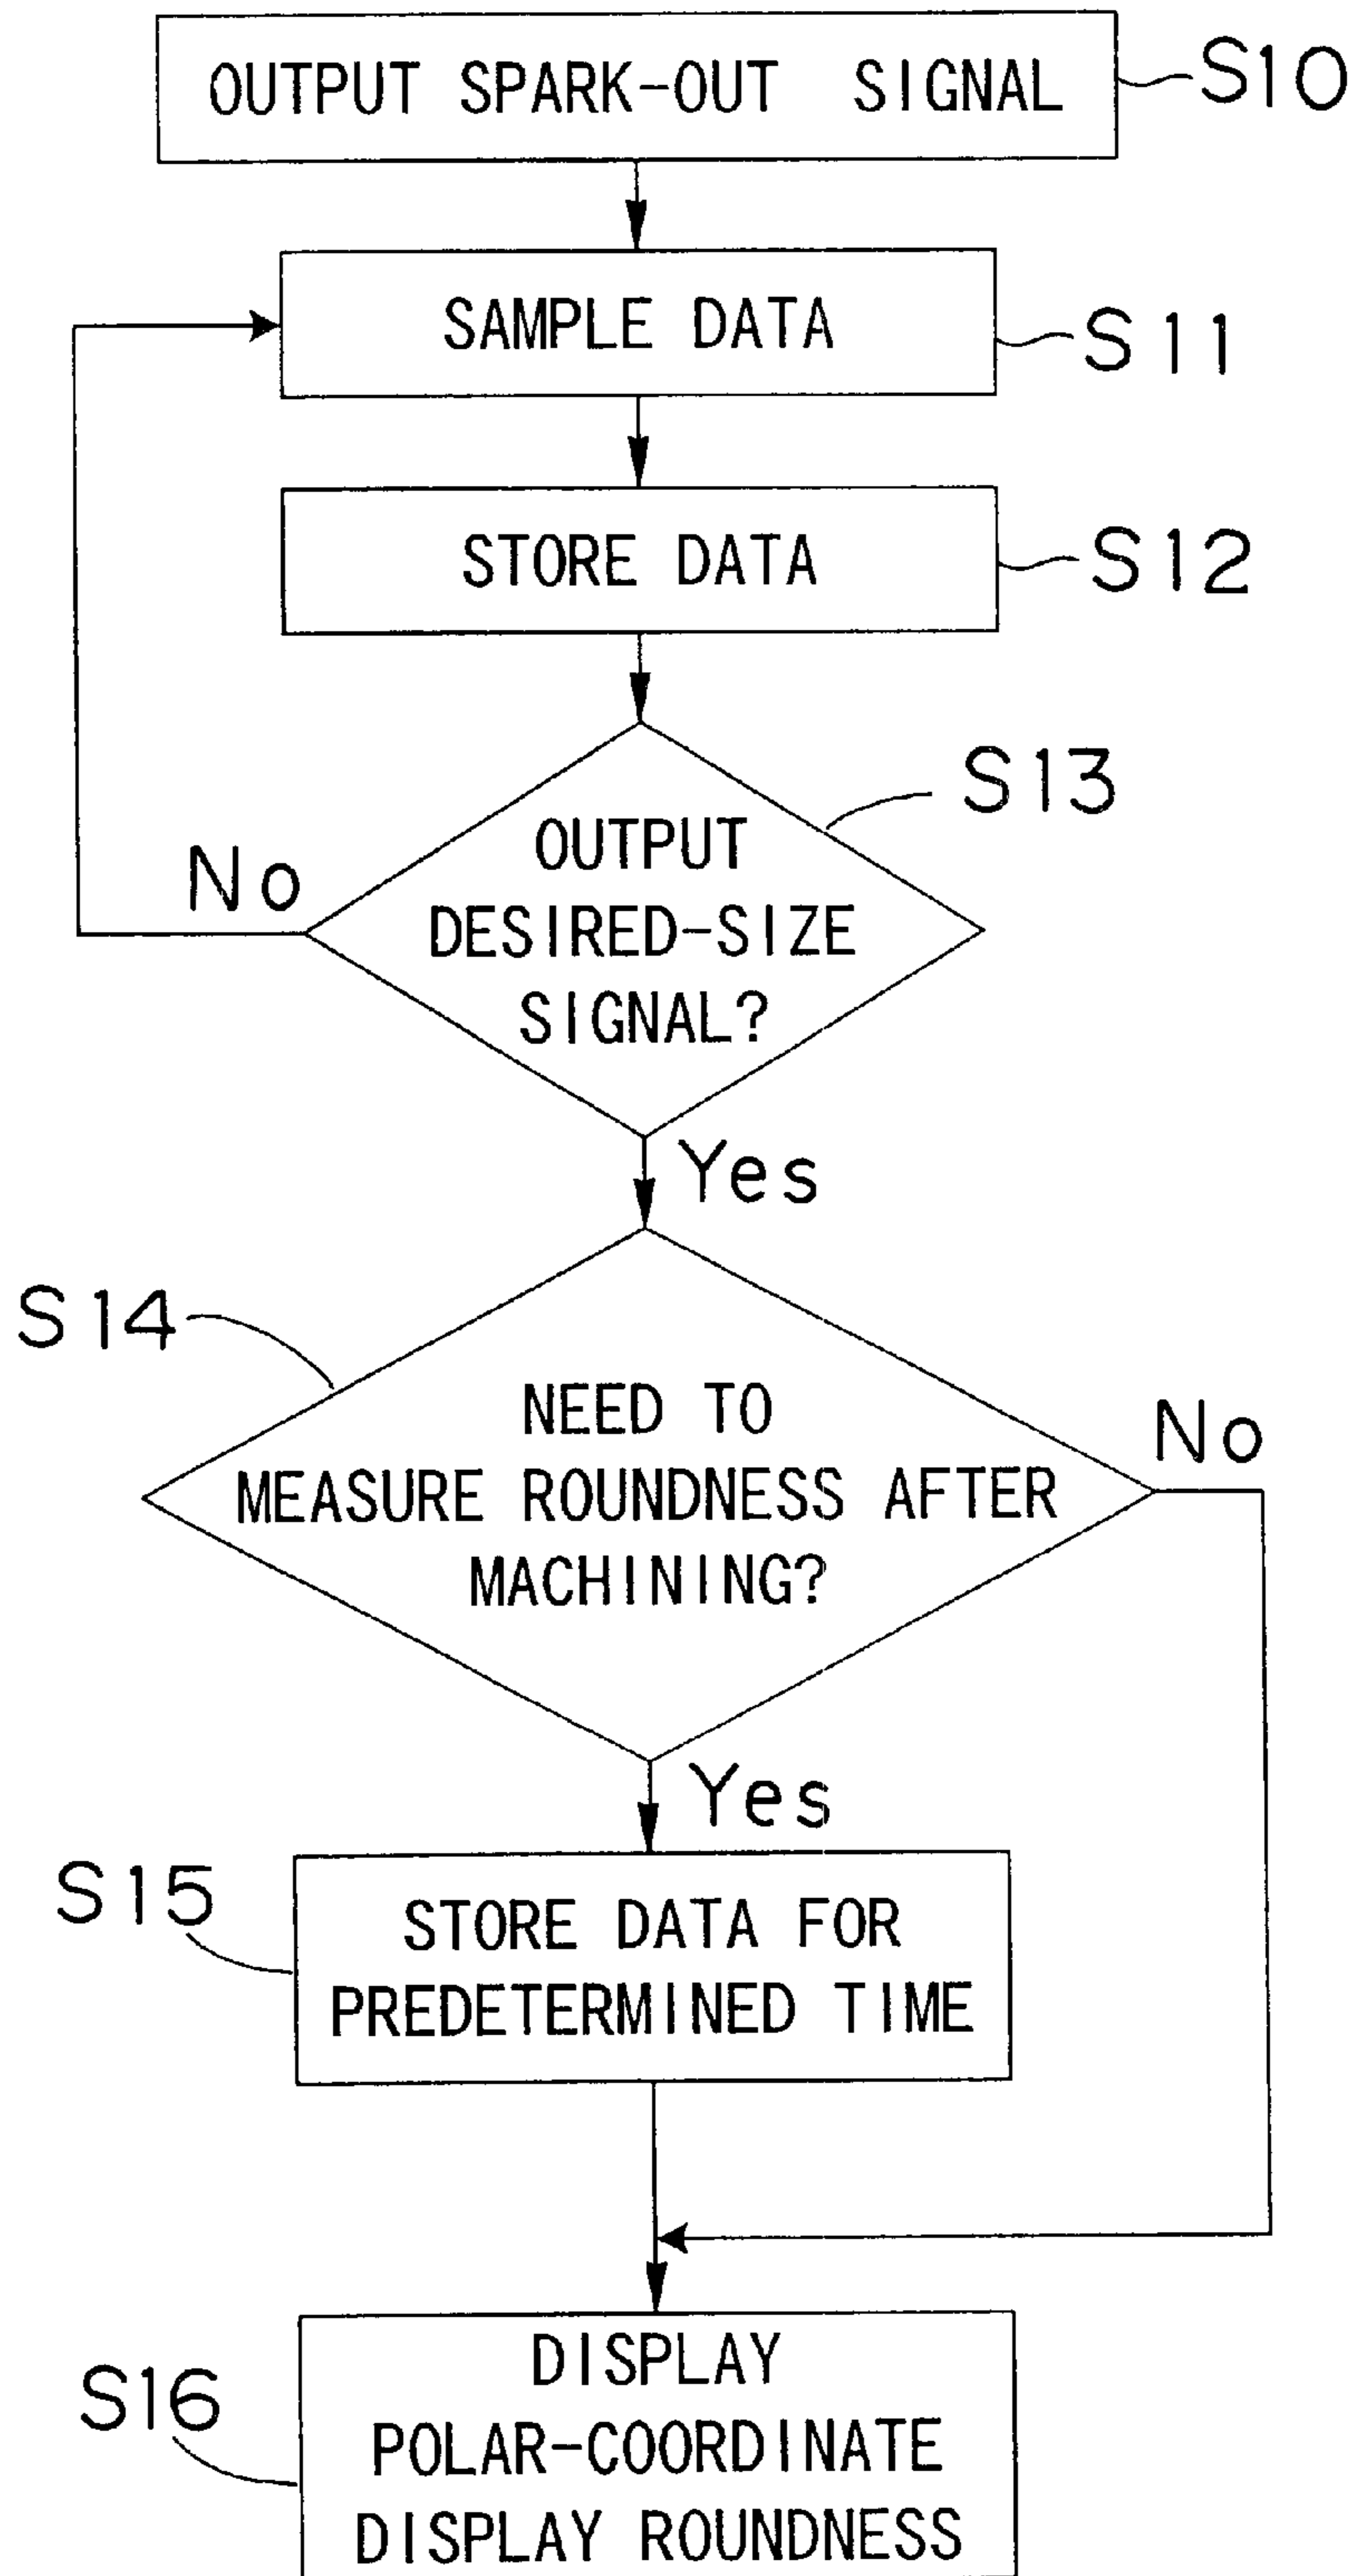 OUTPUT SPARK-OUT SIGNAL
S10
SAMPLE DATA
S11
STORE DATA
S12
S13
OUTPUT
DESIRED-SIZE
SIGNAL?
No
Yes
S14
NEED TO
MEASURE ROUNDNESS AFTER
MACHINING?
No
Yes
S15
STORE DATA FOR
PREDETERMINED TIME
S16
DISPLAY
POLAR-COORDINATE
DISPLAY ROUNDNESS